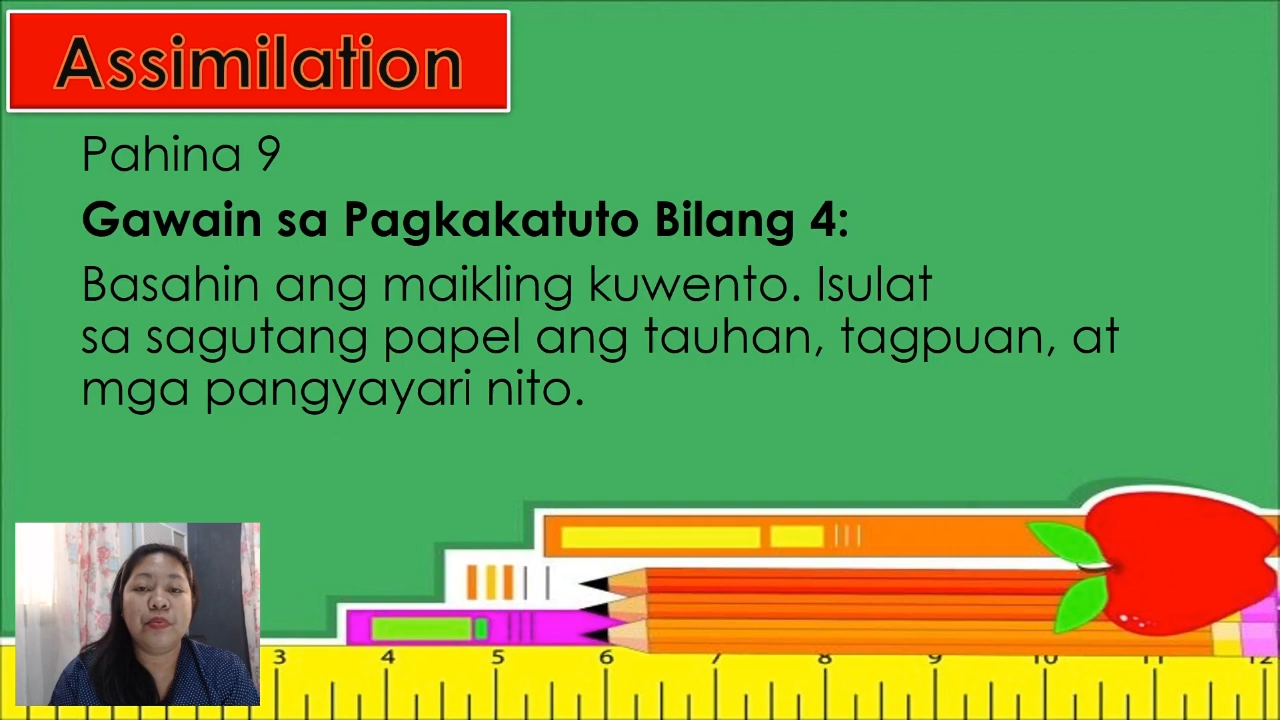 Assimilation
Pahina 9
Gawain sa Pagkakatuto Bilang 4:
Basahin ang maikling kuwento. Isulat
sa sagutang papel ang tauhan, tagpuan, at
mga pangyayari nito.
3 4 5 6 7 8 9 10 11 12